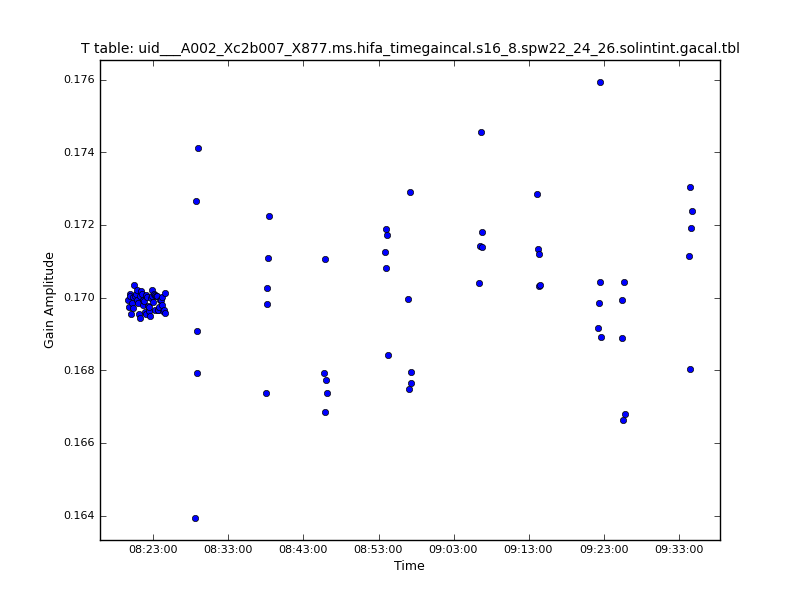 T table: uid___A002_Xc2b007_X877.ms.hifa_timegaincal.s16_8.spw22_24_26.solintint.gacal.tbl
0.176
0.174
0.172
0.170
0.168
0.166
0.164
Gain Amplitude
08:23:00 08:33:00 08:43:00 08:53:00 09:03:00 09:13:00 09:23:00 09:33:00
Time